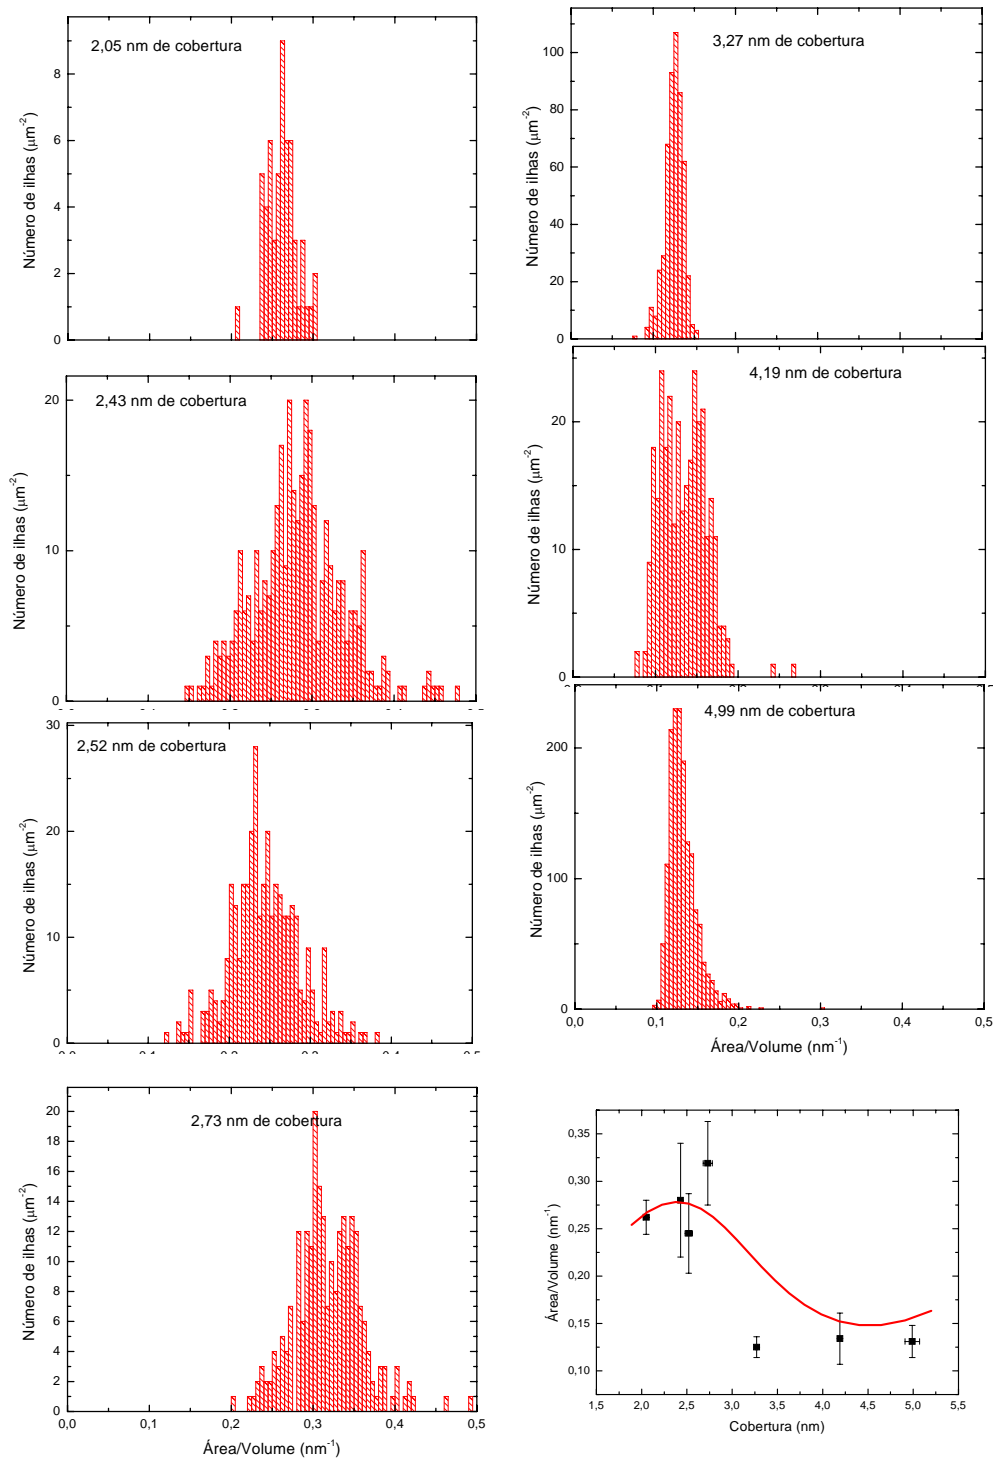 2,05 nm de cobertura
8
6
4
2
0
Número de ilhas (μm⁻²)
3,27 nm de cobertura
100
80
60
40
20
0
Número de ilhas (μm⁻²)
2,43 nm de cobertura
20
10
0
Número de ilhas (μm⁻²)
4,19 nm de cobertura
20
10
0
Número de ilhas (μm⁻²)
2,52 nm de cobertura
30
20
10
0
Número de ilhas (μm⁻²)
4,99 nm de cobertura
200
100
0
Número de ilhas (μm⁻²)
0,0 0,1 0,2 0,3 0,4 0,5
Área/Volume (nm⁻¹)
2,73 nm de cobertura
20
18
16
14
12
10
8
6
4
2
0
Número de ilhas (μm⁻²)
0,0 0,1 0,2 0,3 0,4 0,5
Área/Volume (nm⁻¹)
0,35
0,30
0,25
0,20
0,15
0,10
Área/Volume (nm⁻¹)
1,5 2,0 2,5 3,0 3,5 4,0 4,5 5,0 5,5
Cobertura (nm)